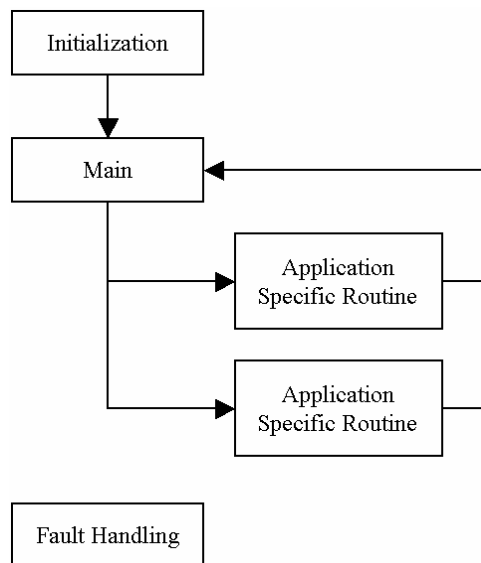 Initialization
Main
Application
Specific Routine
Application
Specific Routine
Fault Handling